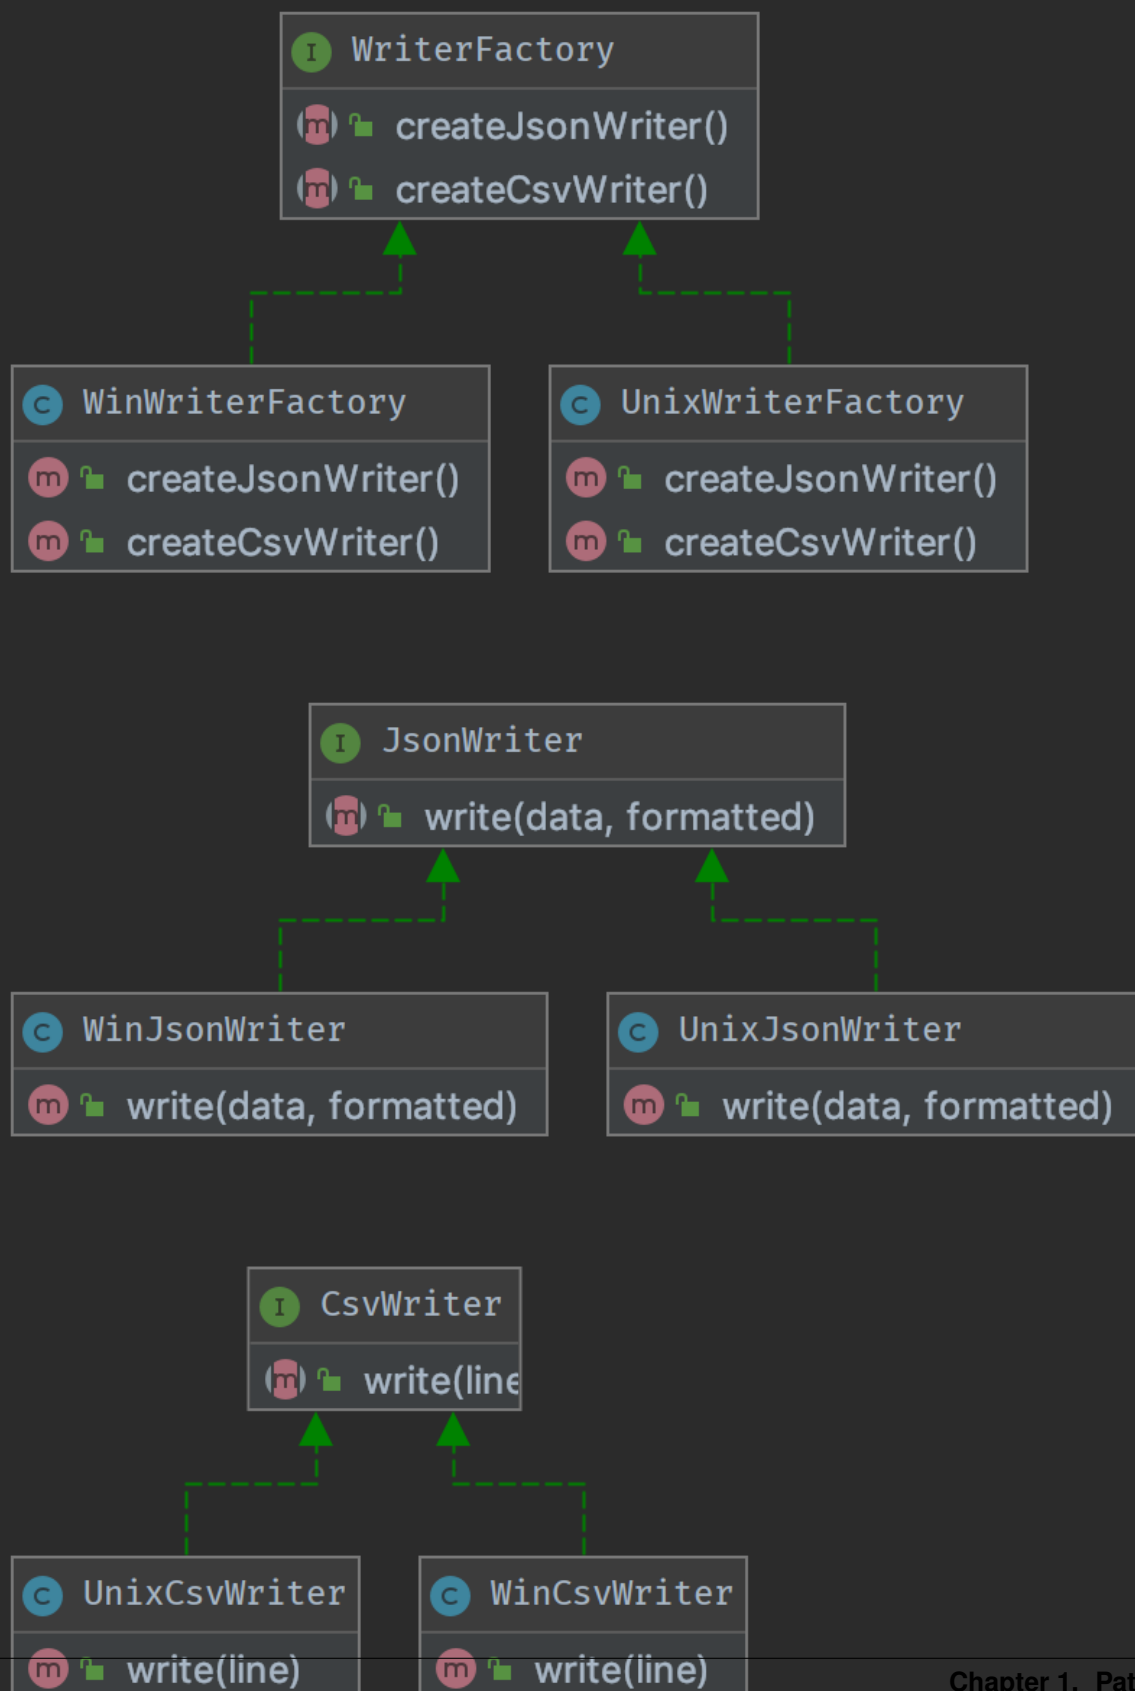 I WriterFactory
m createJsonWriter()
m createCsvWriter()
C WinWriterFactory
m createJsonWriter()
m createCsvWriter()
C UnixWriterFactory
m createJsonWriter()
m createCsvWriter()
I JsonWriter
m write(data, formatted)
C WinJsonWriter
m write(data, formatted)
C UnixJsonWriter
m write(data, formatted)
I CsvWriter
m write(line
C UnixCsvWriter
m write(line)
C WinCsvWriter
m write(line)
Chapter 1. Pat